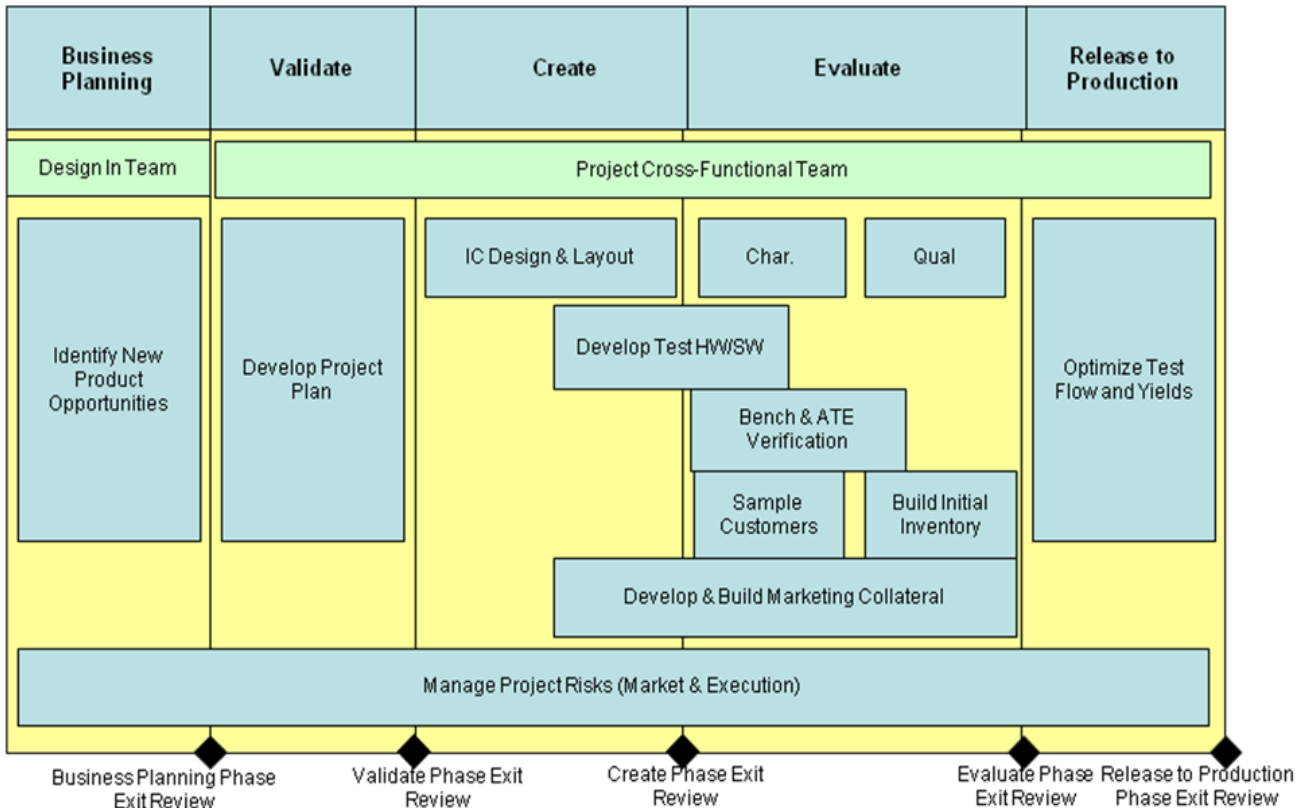 Business
Planning
Validate
Create
Evaluate
Release to
Production
Design In Team
Project Cross-Functional Team
Identify New
Product
Opportunities
Develop Project
Plan
IC Design & Layout
Char.
Qual
Develop Test HW/SW
Bench & ATE
Verification
Sample
Customers
Build Initial
Inventory
Optimize Test
Flow and Yields
Develop & Build Marketing Collateral
Manage Project Risks (Market & Execution)
Business Planning Phase
Exit Review
Validate Phase Exit
Review
Create Phase Exit
Review
Evaluate Phase
Exit Review
Release to Production
Phase Exit Review